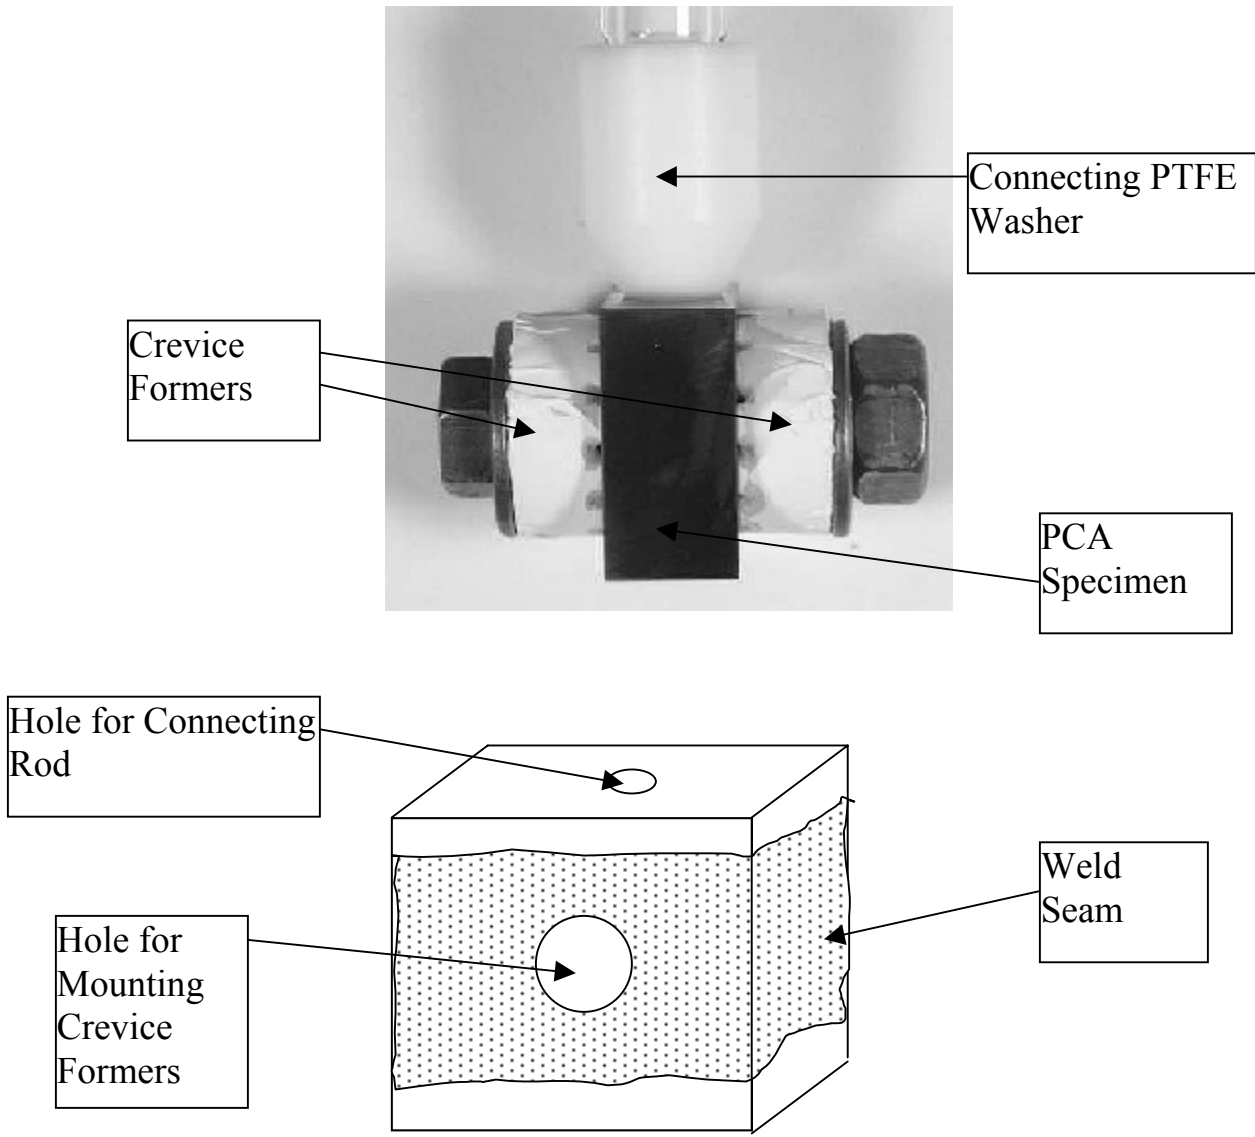 Connecting PTFE
Washer
Crevice
Formers
PCA
Specimen
Hole for Connecting
Rod
Weld
Seam
Hole for
Mounting
Crevice
Formers